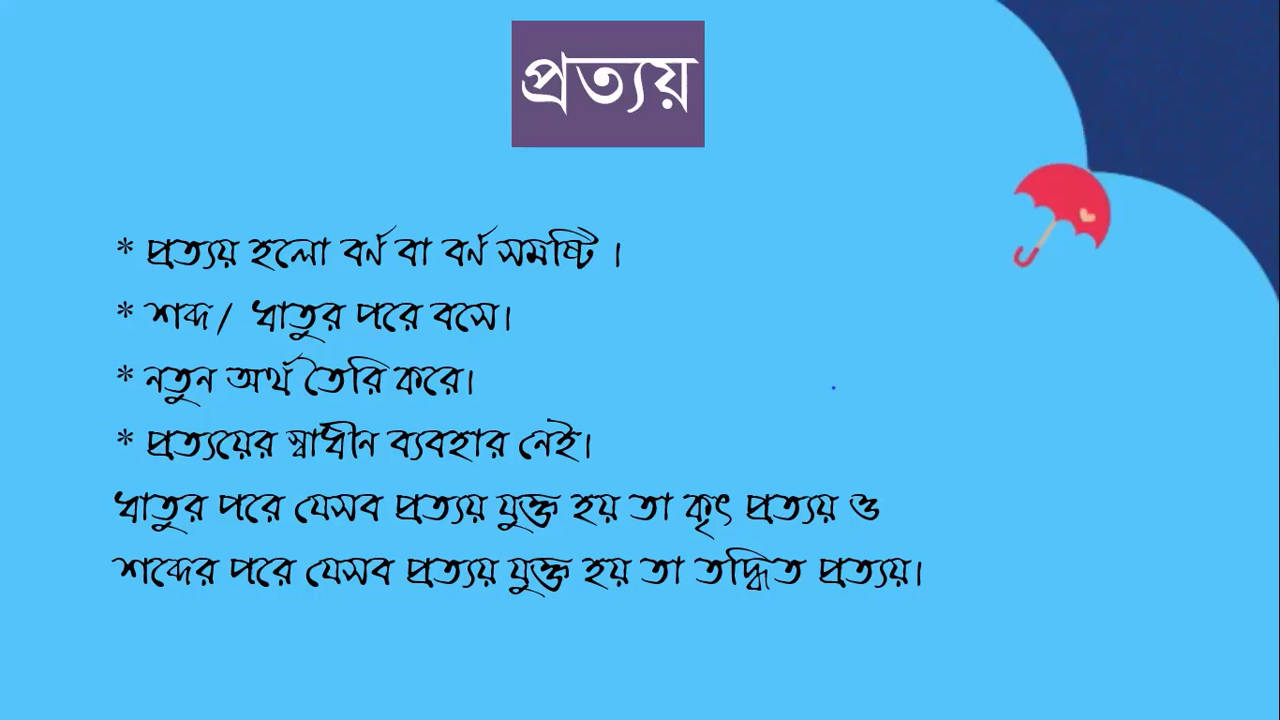 প্রত্যয়
* প্রত্যয় হলো বর্ন বা বর্ন সমষ্টি ।
* শব্দ/ ধাতুর পরে বসে।
* নতুন অর্থ তৈরি করে।
* প্রত্যয়ের স্বাধীন ব্যবহার নেই।
ধাতুর পরে যেসব প্রত্যয় যুক্ত হয় তা কৃৎ প্রত্যয় ও
শব্দের পরে যেসব প্রত্যয় যুক্ত হয় তা তদ্ধিত প্রত্যয়।